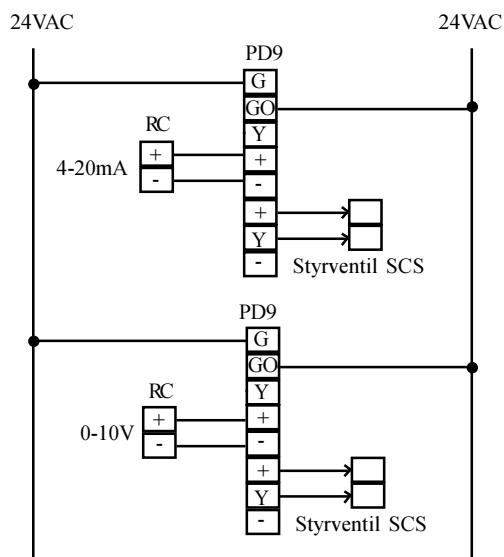 24VAC 24VAC
PD9
G
GO
RC Y
4-20mA + +
- -
+
Y
- Styrventil SCS
PD9
G
GO
RC Y
0-10V + +
- -
+
Y
- Styrventil SCS